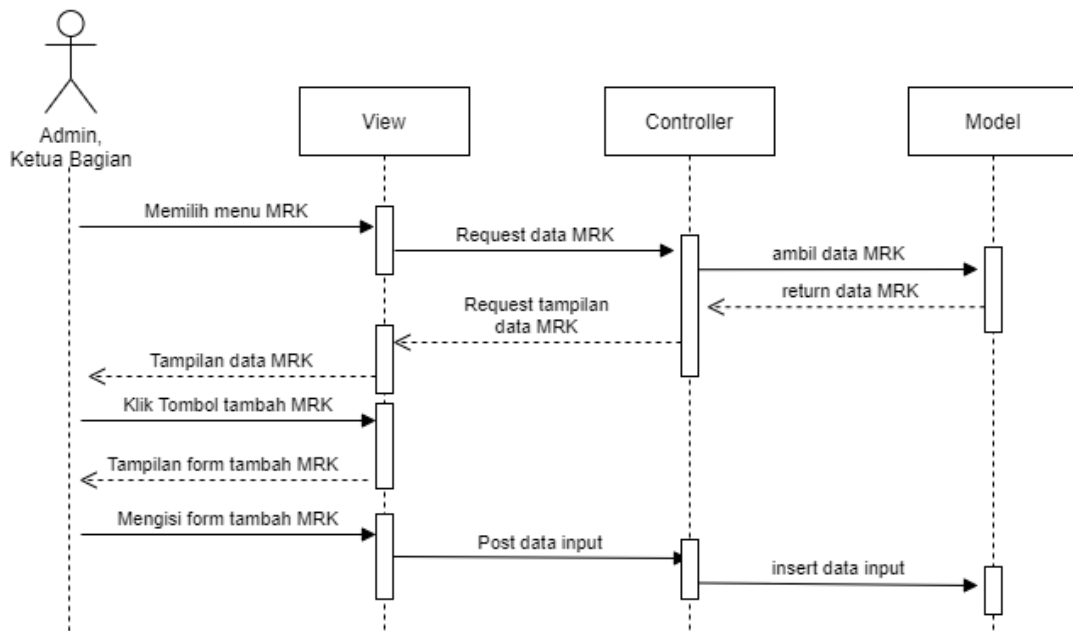 Admin,
Ketua Bagian
View
Controller
Model
Memilih menu MRK
Request data MRK
ambil data MRK
return data MRK
Request tampilan
data MRK
Tampilan data MRK
Klik Tombol tambah MRK
Tampilan form tambah MRK
Mengisi form tambah MRK
Post data input
insert data input